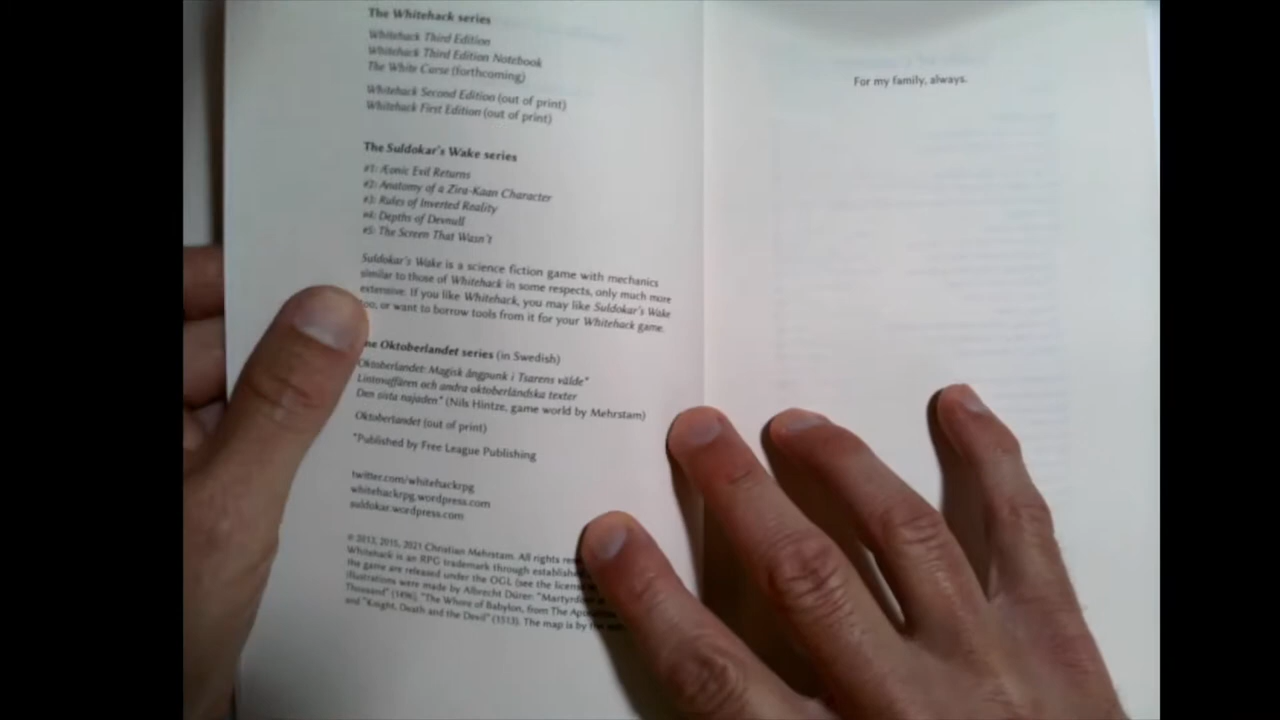 The Whitehack series
Whitehack Third Edition
Whitehack Third Edition Notebook
The White Curse (forthcoming)
Whitehack Second Edition (out of print)
Whitehack First Edition (out of print)
The Suldokar's Wake series
#1: Æonic Evil Returns
#2: Anatomy of a Zira-Kaan Character
#3: Rules of Inverted Reality
#4: Depths of Devnull
#5: The Screen That Wasn't
Suldokar's Wake is a science fiction game with mechanics
similar to those of Whitehack in some respects, only much more
extensive. If you like Whitehack, you may like Suldokar's Wake
too, or want to borrow tools from it for your Whitehack game.
Oktoberlandet series (in Swedish)
Oktoberlandet: Magisk ångpunk i Tsarens välde*
Lintovaffären och andra oktoberländska texter
Den sista najaden* (Nils Hintze, game world by Mehrstam)
Oktoberlandet (out of print)
*Published by Free League Publishing
twitter.com/whitehackrpg
whitehackrpg.wordpress.com
suldokar.wordpress.com
© 2013, 2015, 2021 Christian Mehrstam. All rights
Whitehack is an RPG trademark through established
the game are released under the OGL (see the license
Illustrations were made by Albrecht Dürer: "Martyrdom
Thousand" (1496), "The Whore of Babylon, from The
and "Knight, Death and the Devil" (1513). The map is by
For my family, always.